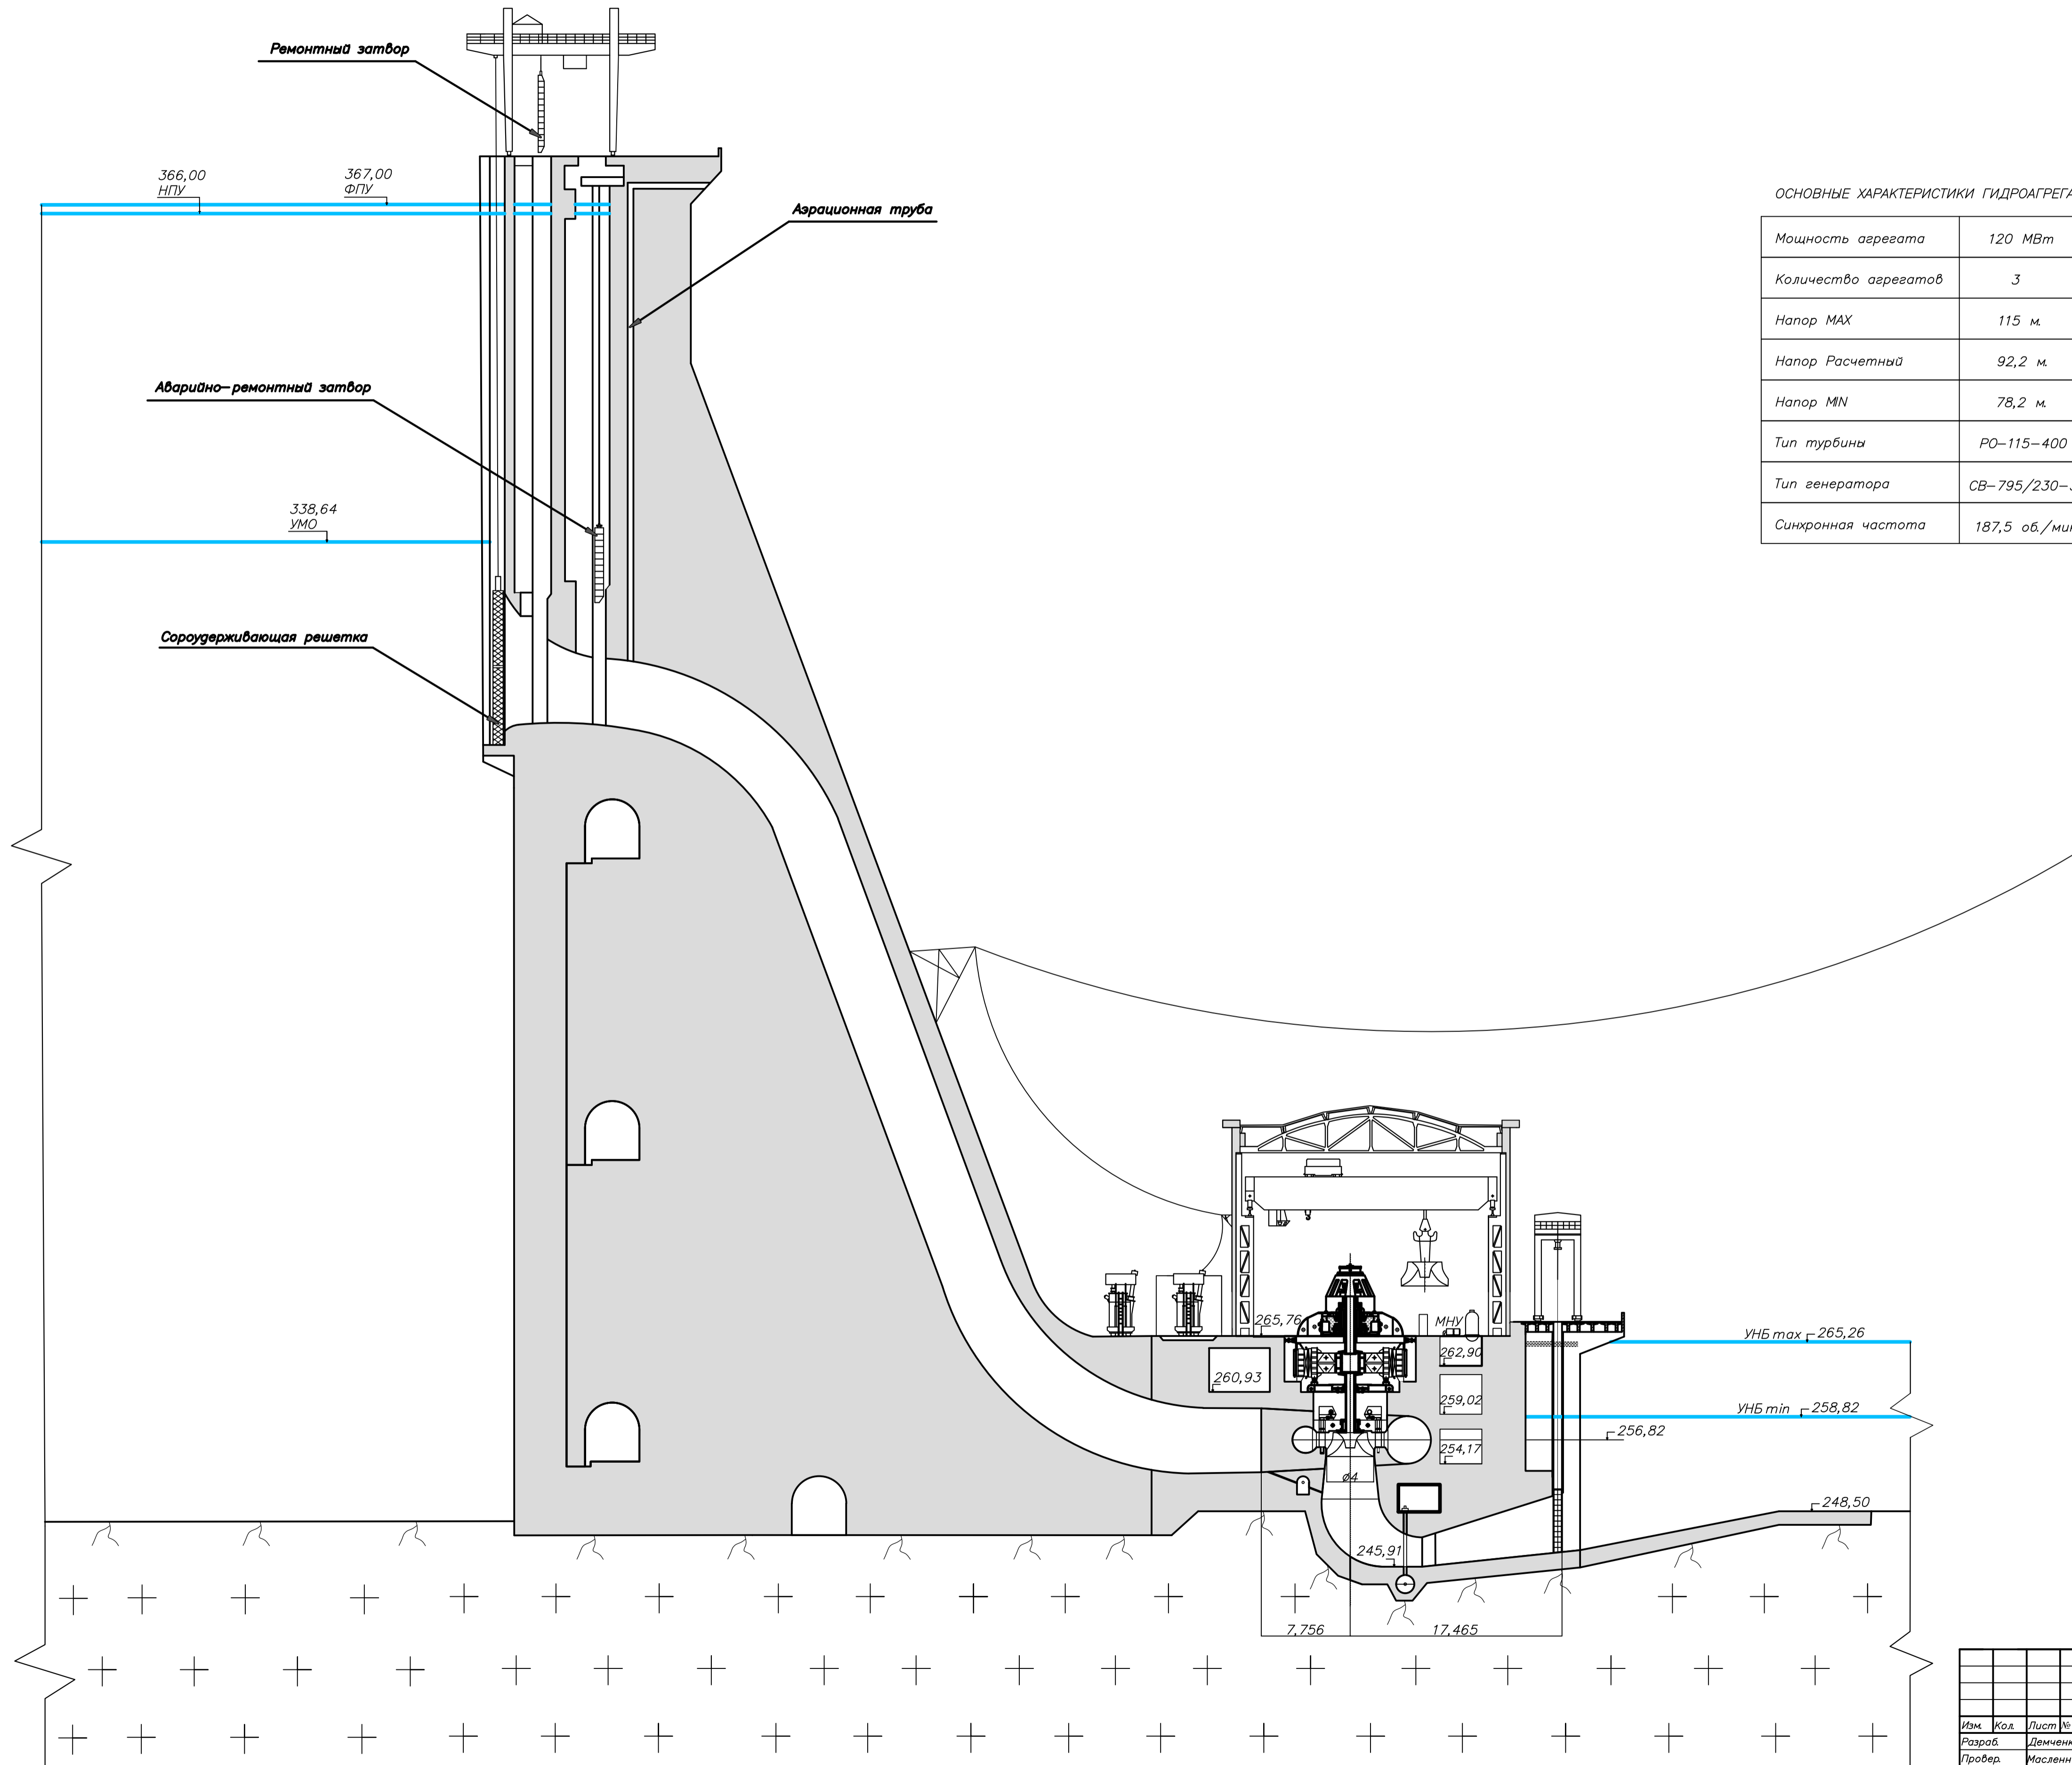 Ремонтный затвор
366,00
НПУ
367,00
ФПУ
Аэрационная труба
Аварийно-ремонтный затвор
338,64
УМО
Сороудерживающая решетка
ОСНОВНЫЕ ХАРАКТЕРИСТИКИ
Мощность агрегата 120 МВт
Количество агрегатов 3
Напор MAX 115 м.
Напор Расчетный 92,2 м.
Напор MIN 78,2 м.
Тип турбины РО-115-400
Тип генератора СВ-795/230-
Синхронная частота 187,5 об./
265,76
МНУ
262,90
260,93
259,02
254,17
ø4
УНБ max 265,26
УНБ min 258,82
256,82
248,50
245,91
7,756
17,465
Изм. Кол. Лист №
Разраб.
Провер.